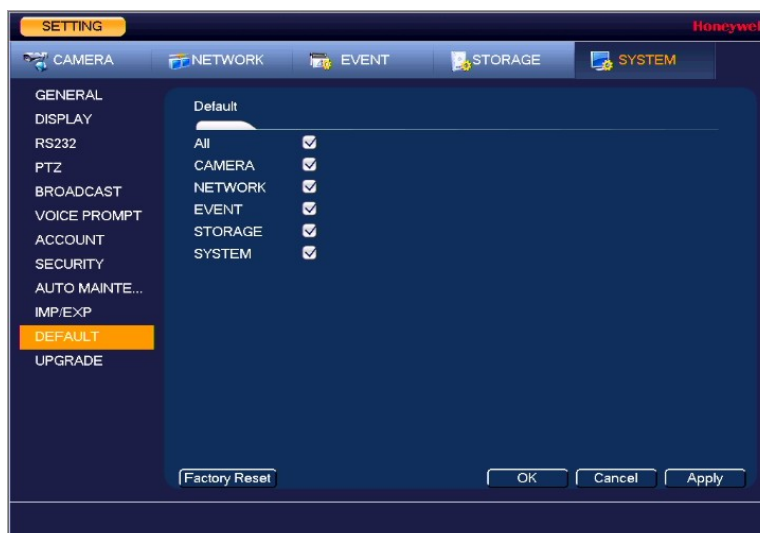 SETTING
Honeywel
CAMERA NETWORK EVENT STORAGE SYSTEM
GENERAL
DISPLAY
RS232
PTZ
BROADCAST
VOICE PROMPT
ACCOUNT
SECURITY
AUTO MAINTE...
IMP/EXP
DEFAULT
UPGRADE
Default
All
CAMERA
NETWORK
EVENT
STORAGE
SYSTEM
Factory Reset OK Cancel Apply